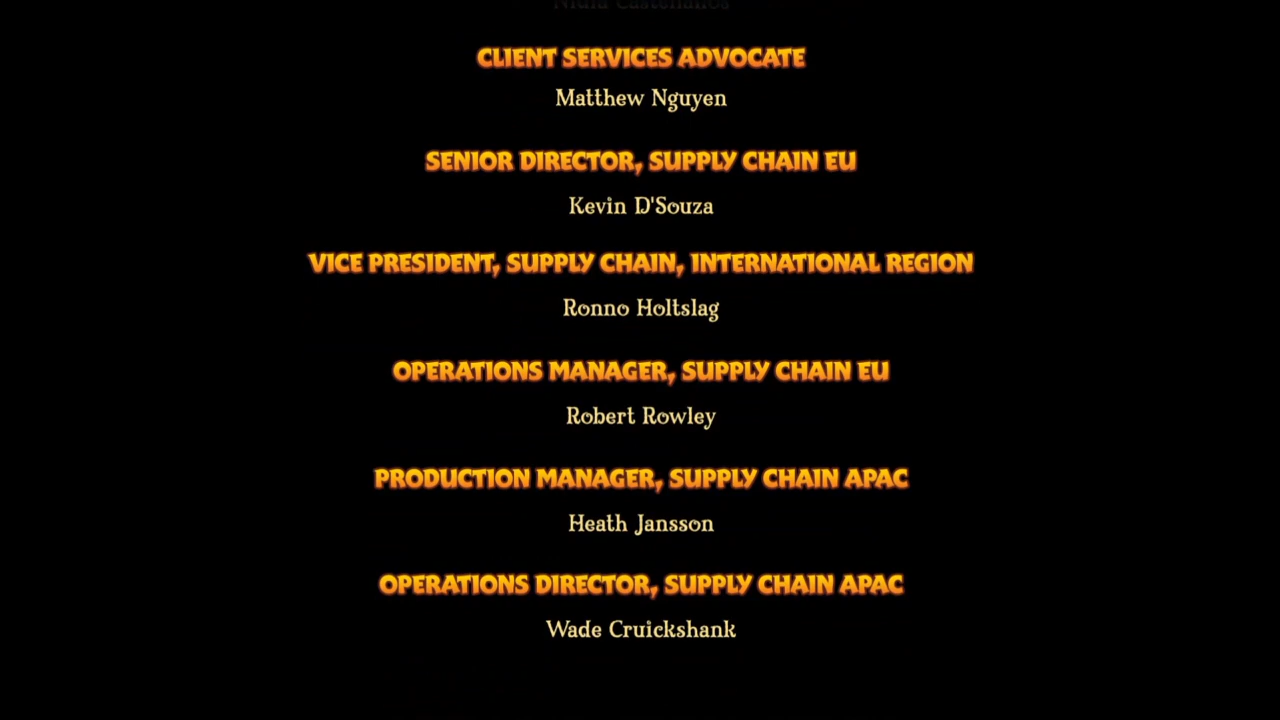 CLIENT SERVICES ADVOCATE
Matthew Nguyen
SENIOR DIRECTOR, SUPPLY CHAIN EU
Kevin D'Souza
VICE PRESIDENT, SUPPLY CHAIN, INTERNATIONAL REGION
Ronno Holtslag
OPERATIONS MANAGER, SUPPLY CHAIN EU
Robert Rowley
PRODUCTION MANAGER, SUPPLY CHAIN APAC
Heath Jansson
OPERATIONS DIRECTOR, SUPPLY CHAIN APAC
Wade Cruickshank